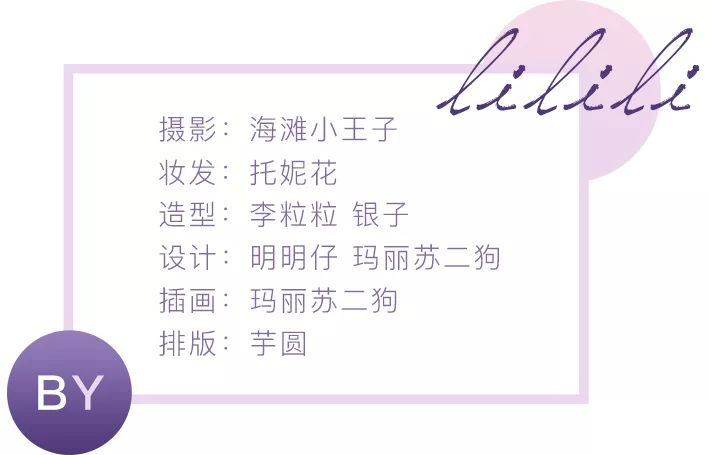 lilili
摄影：海滩小王子
妆发：托妮花
造型：李粒粒 银子
设计：明明仔 玛丽苏二狗
插画：玛丽苏二狗
排版：芋圆
BY